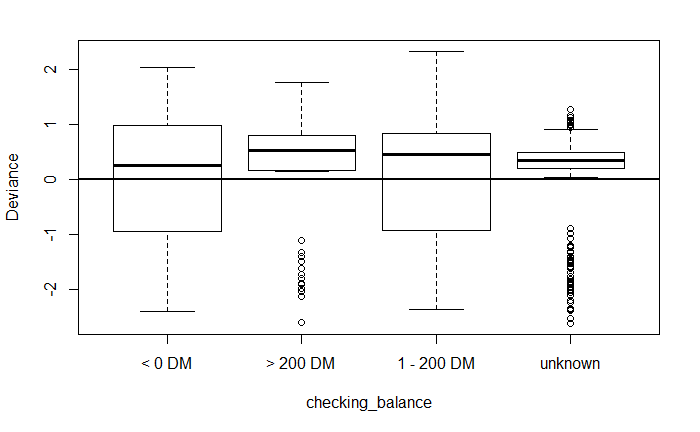 2
1
0
-1
-2
Deviance
< 0 DM
> 200 DM
1 - 200 DM
unknown
checking_balance